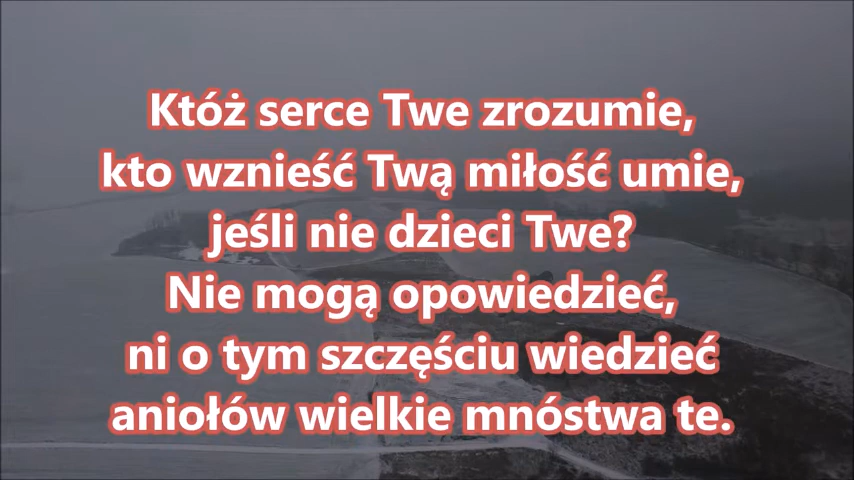 Któż serce Twe zrozumie,
kto wznieść Twą miłość umie,
jeśli nie dzieci Twe?
Nie mogą opowiedzieć,
ni o tym szczęściu wiedzieć
aniołów wielkie mnóstwa te.